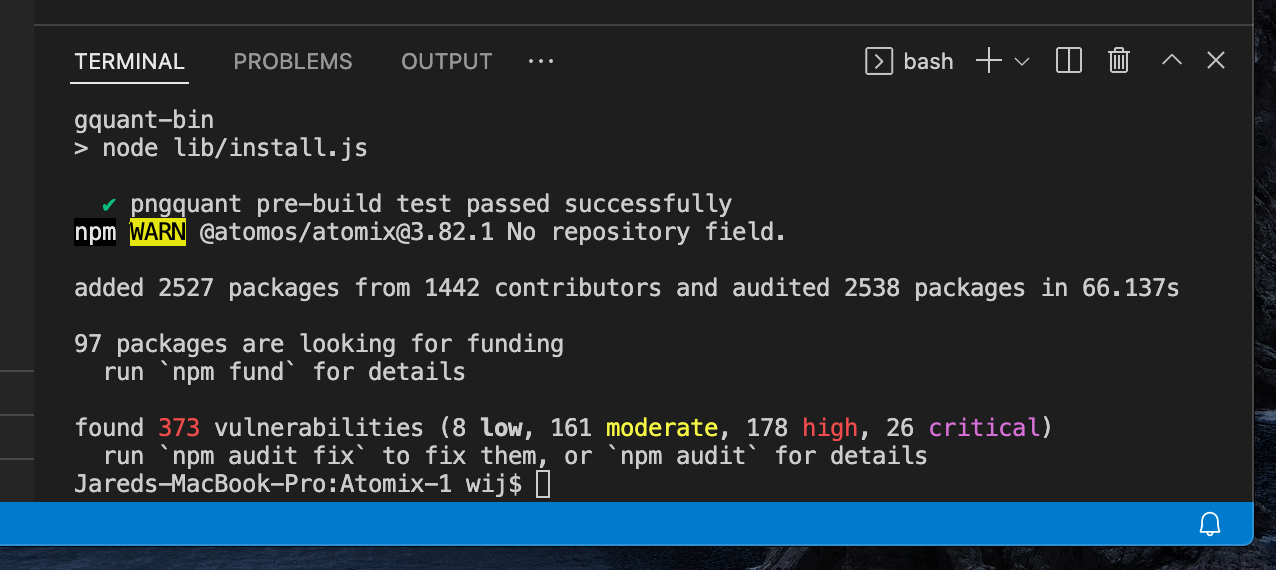 TERMINAL PROBLEMS OUTPUT ··· bash
gquant-bin
> node lib/install.js
✔ pngquant pre-build test passed successfully
npm WARN @atomos/atomix@3.82.1 No repository field.
added 2527 packages from 1442 contributors and audited 2538 packages in 66.137s
97 packages are looking for funding
run `npm fund` for details
found 373 vulnerabilities (8 low, 161 moderate, 178 high, 26 critical)
run `npm audit fix` to fix them, or `npm audit` for details
Jareds-MacBook-Pro:Atomix-1 wij$